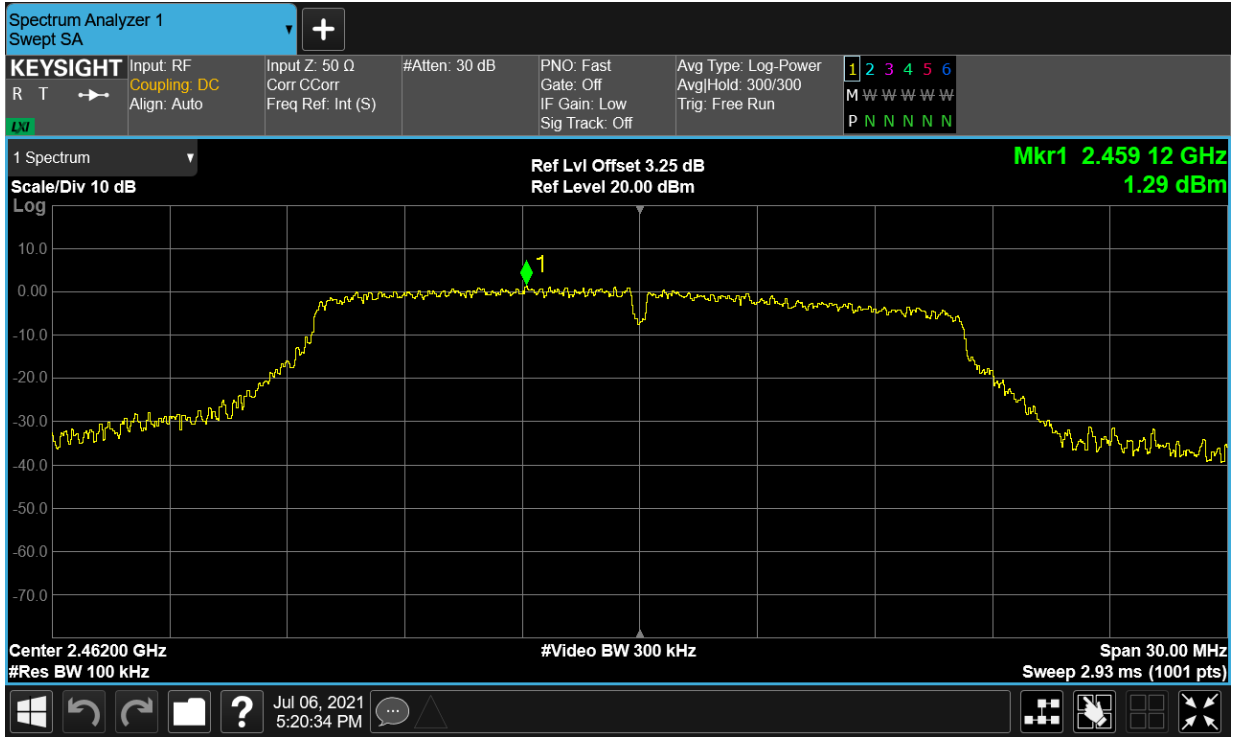 Spectrum Analyzer 1
Swept SA
KEYSIGHT
R T
LXI
Input: RF
Coupling: DC
Align: Auto
Input Z: 50 Ω
Corr CCorr
Freq Ref: Int (S)
#Atten: 30 dB
PNO: Fast
Gate: Off
IF Gain: Low
Sig Track: Off
Avg Type: Log-Power
Avg|Hold: 300/300
Trig: Free Run
1 2 3 4 5 6
M W W W W W
P N N N N N
1 Spectrum
Scale/Div 10 dB
Ref Lvl Offset 3.25 dB
Ref Level 20.00 dBm
Mkr1 2.459 12 GHz
1.29 dBm
Log
10.0
0.00
-10.0
-20.0
-30.0
-40.0
-50.0
-60.0
-70.0
1
Center 2.46200 GHz
#Res BW 100 kHz
#Video BW 300 kHz
Span 30.00 MHz
Sweep 2.93 ms (1001 pts)
?
Jul 06, 2021
5:20:34 PM